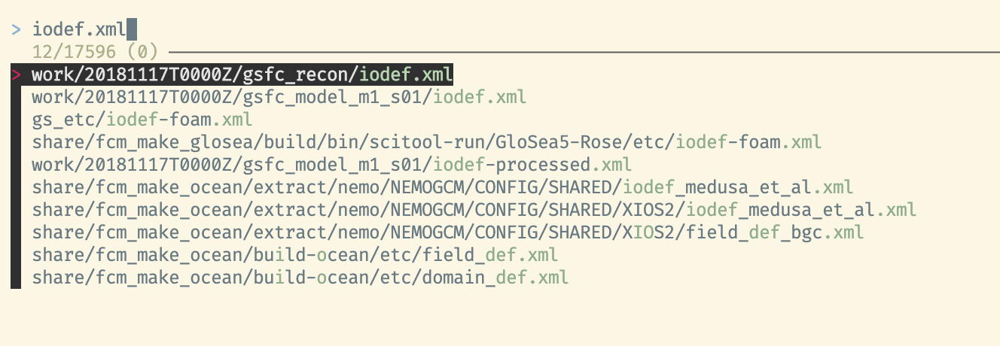 > iodef.xml
12/17596 (0)
> work/20181117T0000Z/gsfc_recon/iodef.xml
work/20181117T0000Z/gsfc_model_m1_s01/iodef.xml
gs_etc/iodef-foam.xml
share/fcm_make_glosea/build/bin/scitool-run/GloSea5-Rose/etc/iodef-foam.xml
work/20181117T0000Z/gsfc_model_m1_s01/iodef-processed.xml
share/fcm_make_ocean/extract/nemo/NEMOGCM/CONFIG/SHARED/iodef_medusa_et_al.xml
share/fcm_make_ocean/extract/nemo/NEMOGCM/CONFIG/SHARED/XIOS2/iodef_medusa_et_al.xml
share/fcm_make_ocean/extract/nemo/NEMOGCM/CONFIG/SHARED/XIOS2/field_def_bgc.xml
share/fcm_make_ocean/build-ocean/etc/field_def.xml
share/fcm_make_ocean/build-ocean/etc/domain_def.xml